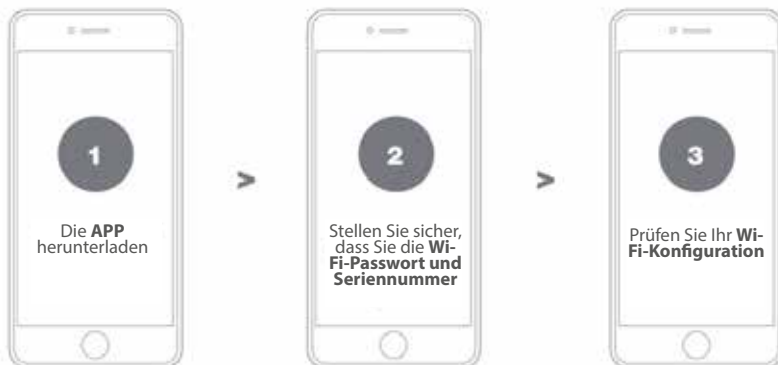 1
Die APP
herunterladen
>
2
Stellen Sie sicher,
dass Sie die Wi-
Fi-Passwort und
Seriennummer
>
3
Prüfen Sie Ihr Wi-
Fi-Konfiguration